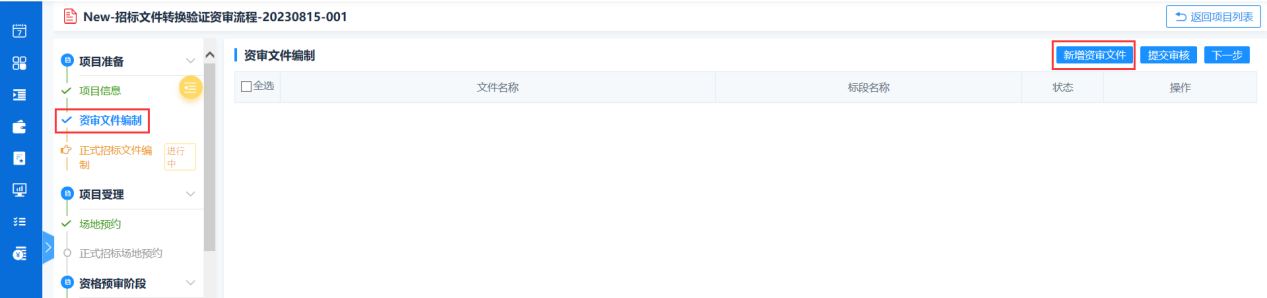 New-招标文件转换验证资审流程-20230815-001
返回项目列表
7
项目准备
项目信息
资审文件编制
正式招标文件编
制
进行
中
项目受理
场地预约
正式招标场地预约
资格预审阶段
资审文件编制
新增资审文件 提交审核 下一步
全选 文件名称 标段名称 状态 操作